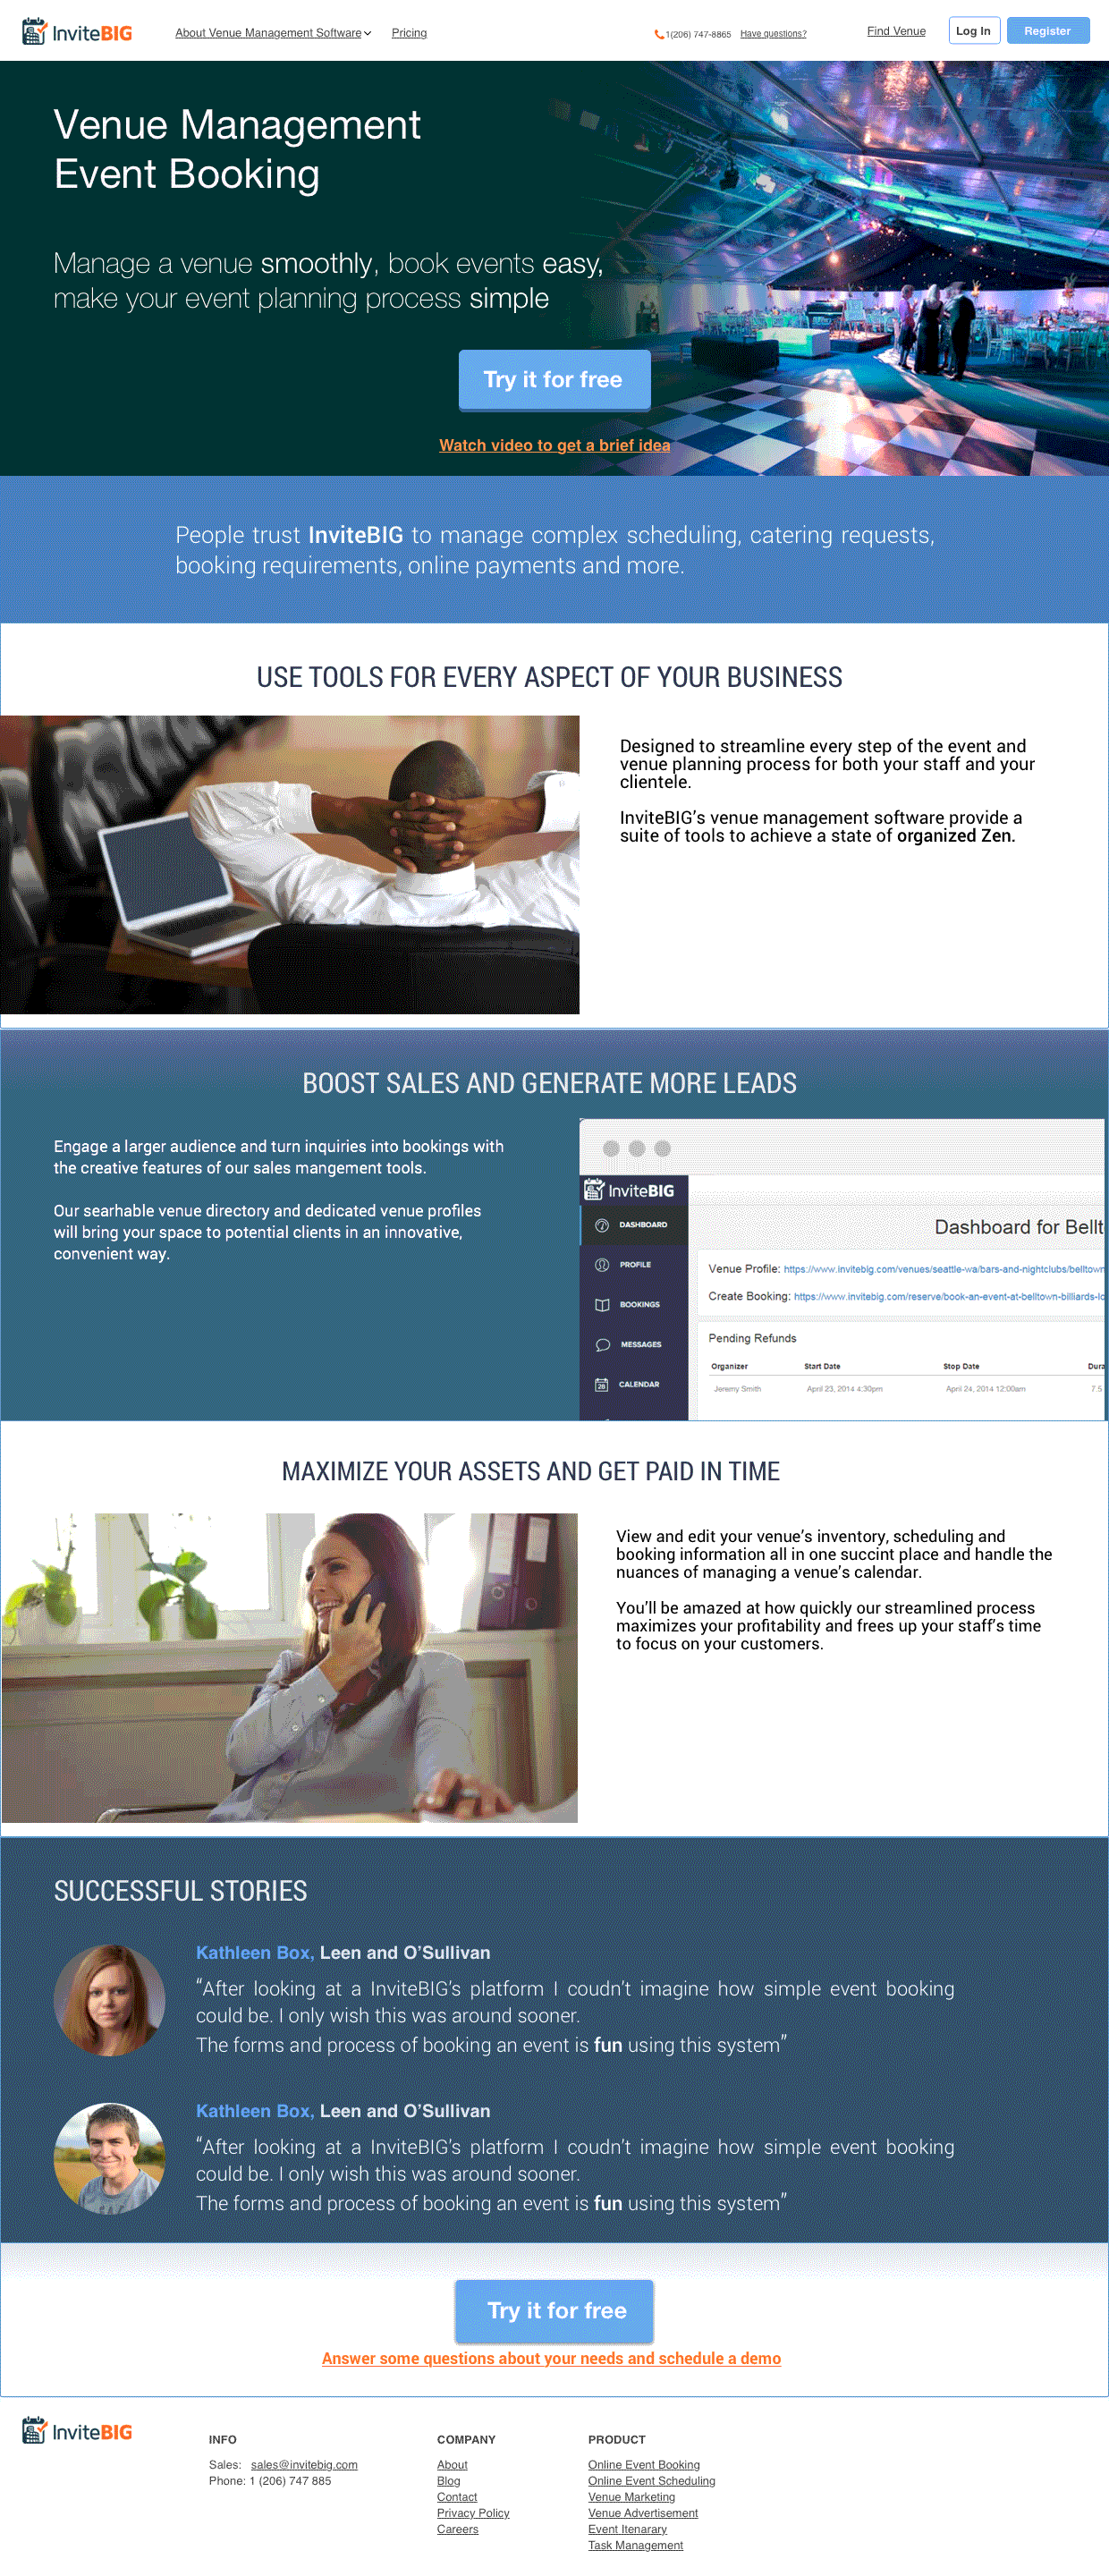 InviteBIG
About Venue Management Software
Pricing
1(206) 747-8865
Have questions?
Find Venue
Log In
Register
Venue Management
Event Booking
Manage a venue smoothly, book events easy,
make your event planning process simple
Try it for free
Watch video to get a brief idea
People trust InviteBIG to manage complex scheduling, catering requests,
booking requirements, online payments and more.
USE TOOLS FOR EVERY ASPECT OF YOUR BUSINESS
Designed to streamline every step of the event and
venue planning process for both your staff and your
clientele.
InviteBIG’s venue management software provide a
suite of tools to achieve a state of organized Zen.
BOOST SALES AND GENERATE MORE LEADS
Engage a larger audience and turn inquiries into bookings with
the creative features of our sales mangement tools.
Our searhable venue directory and dedicated venue profiles
will bring your space to potential clients in an innovative,
convenient way.
InviteBIG
DASHBOARD
PROFILE
BOOKINGS
MESSAGES
28 CALENDAR
Dashboard for Bellt
Venue Profile: https://www.invitebig.com/venues/seattle-wa/bars-and-nightclubs/belltown
Create Booking: https://www.invitebig.com/reserve/book-an-event-at-belltown-billiards-lo
Pending Refunds
Organizer Start Date Stop Date Dura
Jeremy Smith April 23, 2014 4:30pm April 24, 2014 12:00am 7.5
MAXIMIZE YOUR ASSETS AND GET PAID IN TIME
View and edit your venue’s inventory, scheduling and
booking information all in one succint place and handle the
nuances of managing a venue’s calendar.
You’ll be amazed at how quickly our streamlined process
maximizes your profitability and frees up your staff’s time
to focus on your customers.
SUCCESSFUL STORIES
Kathleen Box, Leen and O’Sullivan
“After looking at a InviteBIG’s platform I coudn’t imagine how simple event booking
could be. I only wish this was around sooner.
The forms and process of booking an event is fun using this system”
Kathleen Box, Leen and O’Sullivan
“After looking at a InviteBIG’s platform I coudn’t imagine how simple event booking
could be. I only wish this was around sooner.
The forms and process of booking an event is fun using this system”
Try it for free
Answer some questions about your needs and schedule a demo
InviteBIG
INFO
Sales: sales@invitebig.com
Phone: 1 (206) 747 885
COMPANY
About
Blog
Contact
Privacy Policy
Careers
PRODUCT
Online Event Booking
Online Event Scheduling
Venue Marketing
Venue Advertisement
Event Itenarary
Task Management